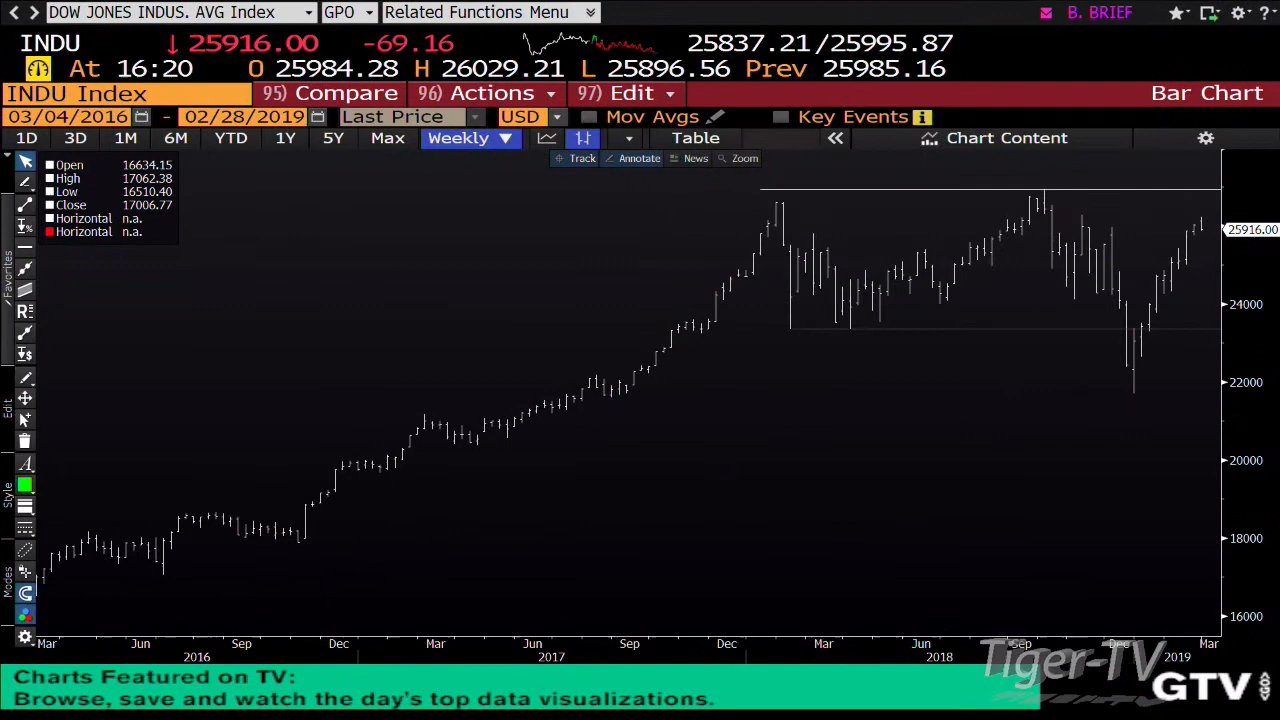 DOW JONES INDUS. AVG Index GPO Related Functions Menu B. BRIEF ?
INDU ↓ 25916.00 -69.16 25837.21/25995.87
At 16:20 O 25984.28 H 26029.21 L 25896.56 Prev 25985.16
INDU Index 95) Compare 96) Actions 97) Edit Bar Chart
03/04/2016 - 02/28/2019 Last Price USD Mov Avgs Key Events i
1D 3D 1M 6M YTD 1Y 5Y Max Weekly ▼ Table « Chart Content
Track Annotate News Zoom
Open 16634.15
High 17062.38
Low 16510.40
Close 17006.77
Horizontal n.a.
Horizontal n.a.
Favorites
Edit
Style
Modes
25916.00
24000
22000
20000
18000
16000
Mar Jun Sep Dec Mar Jun Sep Dec Mar Jun Sep Dec Mar
2016 2017 2018 2019
Tiger-TV
Charts Featured on TV:
Browse, save and watch the day's top data visualizations.
GTV